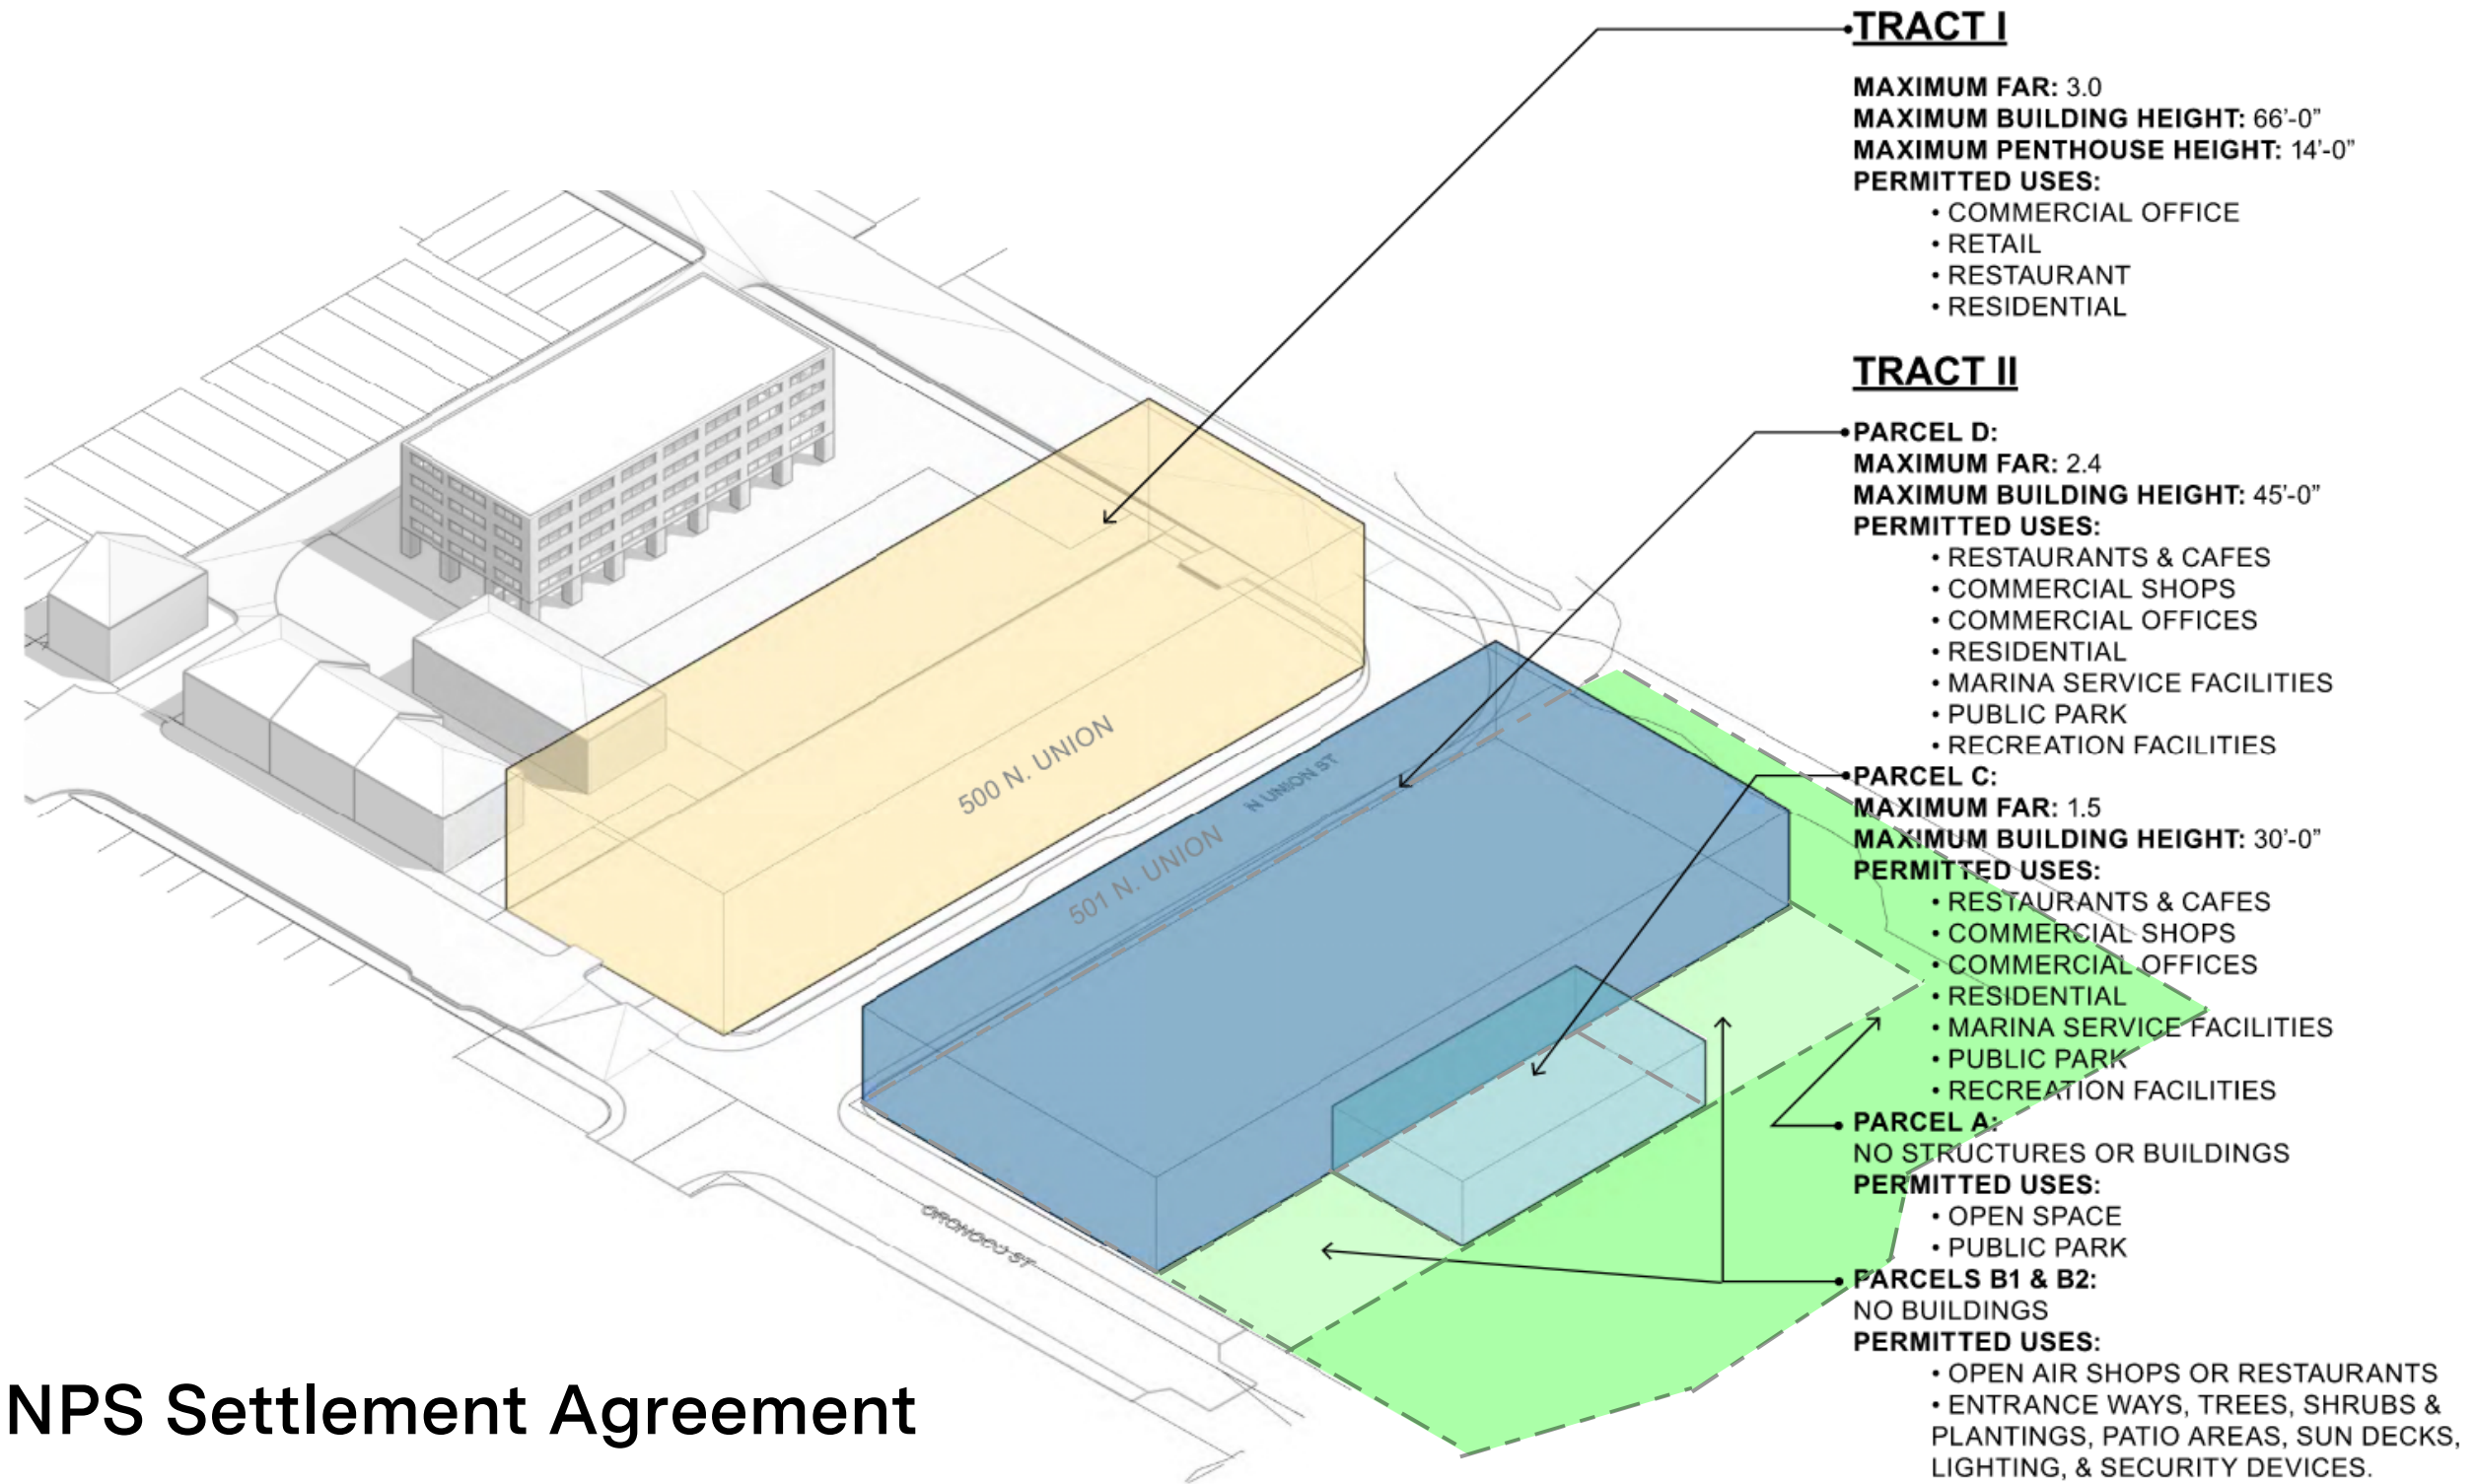 TRACT I
MAXIMUM FAR: 3.0
MAXIMUM BUILDING HEIGHT: 66'-0"
MAXIMUM PENTHOUSE HEIGHT: 14'-0"
PERMITTED USES:
• COMMERCIAL OFFICE
• RETAIL
• RESTAURANT
• RESIDENTIAL
TRACT II
PARCEL D:
MAXIMUM FAR: 2.4
MAXIMUM BUILDING HEIGHT: 45'-0"
PERMITTED USES:
• RESTAURANTS & CAFES
• COMMERCIAL SHOPS
• COMMERCIAL OFFICES
• RESIDENTIAL
• MARINA SERVICE FACILITIES
• PUBLIC PARK
• RECREATION FACILITIES
PARCEL C:
MAXIMUM FAR: 1.5
MAXIMUM BUILDING HEIGHT: 30'-0"
PERMITTED USES:
• RESTAURANTS & CAFES
• COMMERCIAL SHOPS
• COMMERCIAL OFFICES
• RESIDENTIAL
• MARINA SERVICE FACILITIES
• PUBLIC PARK
• RECREATION FACILITIES
PARCEL A:
NO STRUCTURES OR BUILDINGS
PERMITTED USES:
• OPEN SPACE
• PUBLIC PARK
PARCELS B1 & B2:
NO BUILDINGS
PERMITTED USES:
• OPEN AIR SHOPS OR RESTAURANTS
• ENTRANCE WAYS, TREES, SHRUBS &
PLANTINGS, PATIO AREAS, SUN DECKS,
LIGHTING, & SECURITY DEVICES.
500 N. UNION
N UNION ST
501 N. UNION
ORONOCO ST
NPS Settlement Agreement